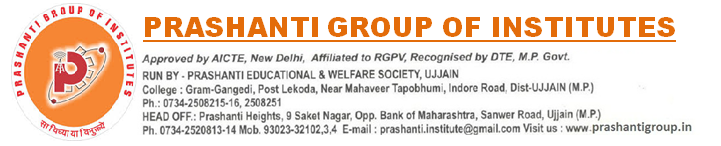 PRASHANTI GROUP OF INSTITUTES
सा विद्या या विमुक्तये
PRASHANTI GROUP OF INSTITUTES
Approved by AICTE, New Delhi, Affiliated to RGPV, Recognised by DTE, M.P. Govt.
RUN BY - PRASHANTI EDUCATIONAL & WELFARE SOCIETY, UJJAIN
College : Gram-Gangedi, Post Lekoda, Near Mahaveer Tapobhumi, Indore Road, Dist-UJJAIN (M.P.)
Ph.: 0734-2508215-16, 2508251
HEAD OFF.: Prashanti Heights, 9 Saket Nagar, Opp. Bank of Maharashtra, Sanwer Road, Ujjain (M.P.)
Ph. 0734-2520813-14 Mob. 93023-32102,3,4 E-mail : prashanti.institute@gmail.com Visit us : www.prashantigroup.in